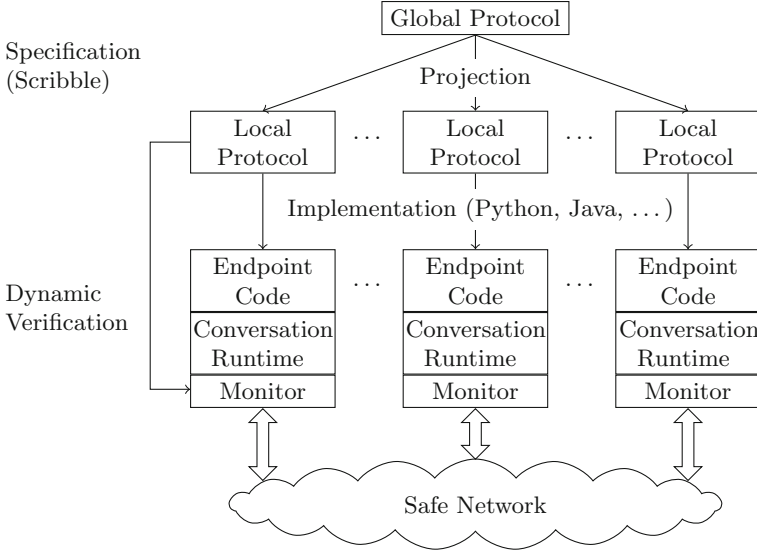 Global Protocol
Specification
(Scribble)
Projection
Local
Protocol
...
Local
Protocol
...
Local
Protocol
Implementation (Python, Java, ...)
Dynamic
Verification
Endpoint
Code
...
Endpoint
Code
...
Endpoint
Code
Conversation
Runtime
Conversation
Runtime
Conversation
Runtime
Monitor
Monitor
Monitor
Safe Network